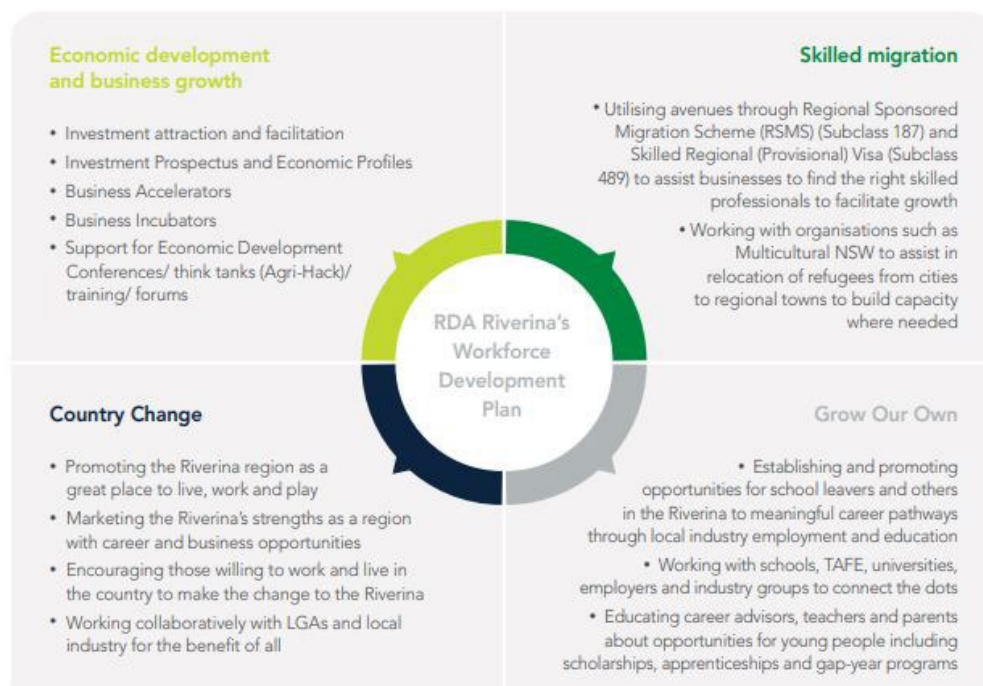 Economic development
and business growth
• Investment attraction and facilitation
• Investment Prospectus and Economic Profiles
• Business Accelerators
• Business Incubators
• Support for Economic Development
Conferences/ think tanks (Agri-Hack)/
training/ forums
Skilled migration
• Utilising avenues through Regional Sponsored
Migration Scheme (RSMS) (Subclass 187) and
Skilled Regional (Provisional) Visa (Subclass
489) to assist businesses to find the right skilled
professionals to facilitate growth
• Working with organisations such as
Multicultural NSW to assist in
relocation of refugees from cities
to regional towns to build capacity
where needed
RDA Riverina's
Workforce
Development
Plan
Country Change
• Promoting the Riverina region as a
great place to live, work and play
• Marketing the Riverina's strengths as a region
with career and business opportunities
• Encouraging those willing to work and live in
the country to make the change to the Riverina
• Working collaboratively with LGAs and local
industry for the benefit of all
Grow Our Own
• Establishing and promoting
opportunities for school leavers and others
in the Riverina to meaningful career pathways
through local industry employment and education
• Working with schools, TAFE, universities,
employers and industry groups to connect the dots
• Educating career advisors, teachers and parents
about opportunities for young people including
scholarships, apprenticeships and gap-year programs